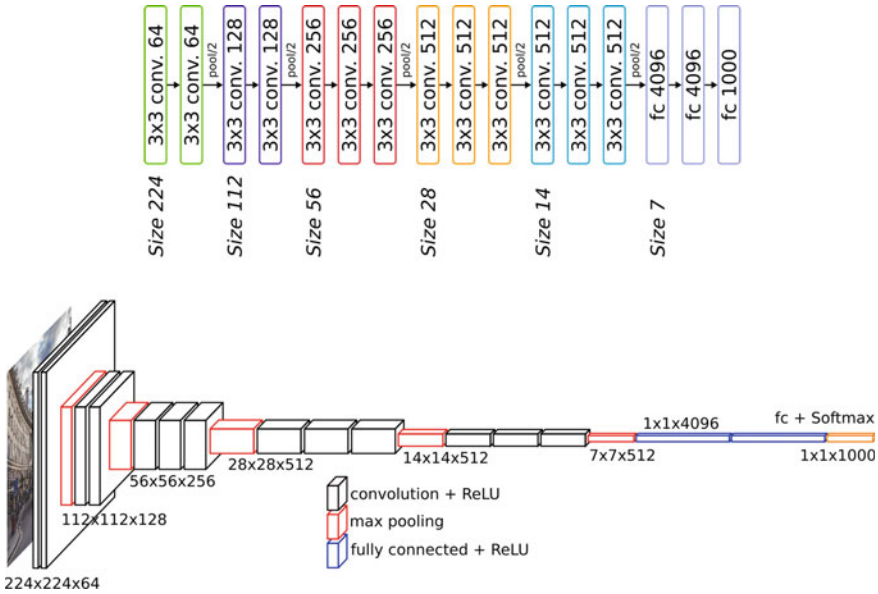 3x3 conv. 64
3x3 conv. 64
pool/2
3x3 conv. 128
3x3 conv. 128
pool/2
3x3 conv. 256
3x3 conv. 256
3x3 conv. 256
pool/2
3x3 conv. 512
3x3 conv. 512
3x3 conv. 512
pool/2
3x3 conv. 512
3x3 conv. 512
3x3 conv. 512
pool/2
fc 4096
fc 4096
fc 1000
Size 224
Size 112
Size 56
Size 28
Size 14
Size 7
1x1x4096
fc + Softmax
28x28x512
14x14x512
7x7x512
1x1x1000
56x56x256
112x112x128
224x224x64
convolution + ReLU
max pooling
fully connected + ReLU